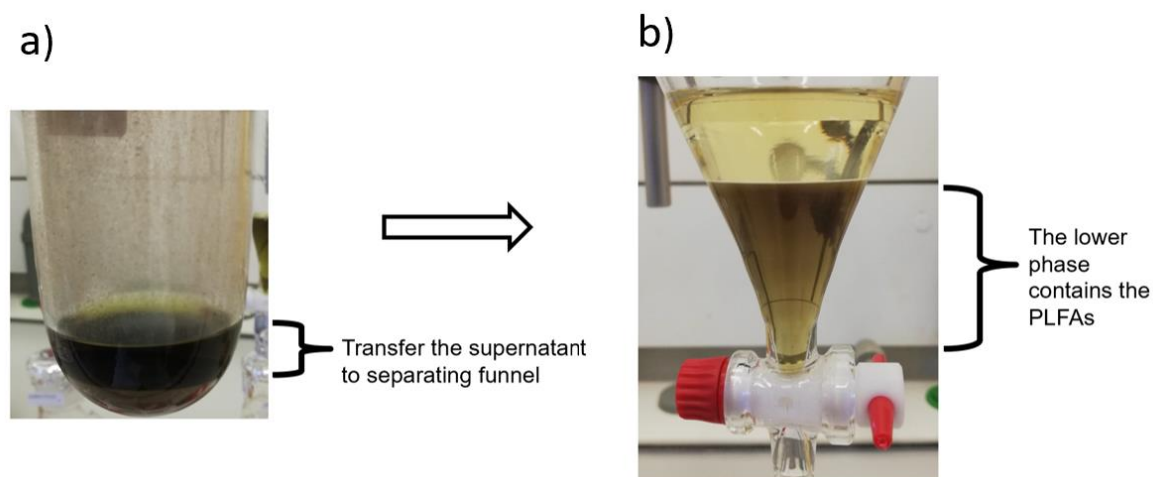 a)
b)
Transfer the supernatant
to separating funnel
The lower
phase
contains the
PLFAs